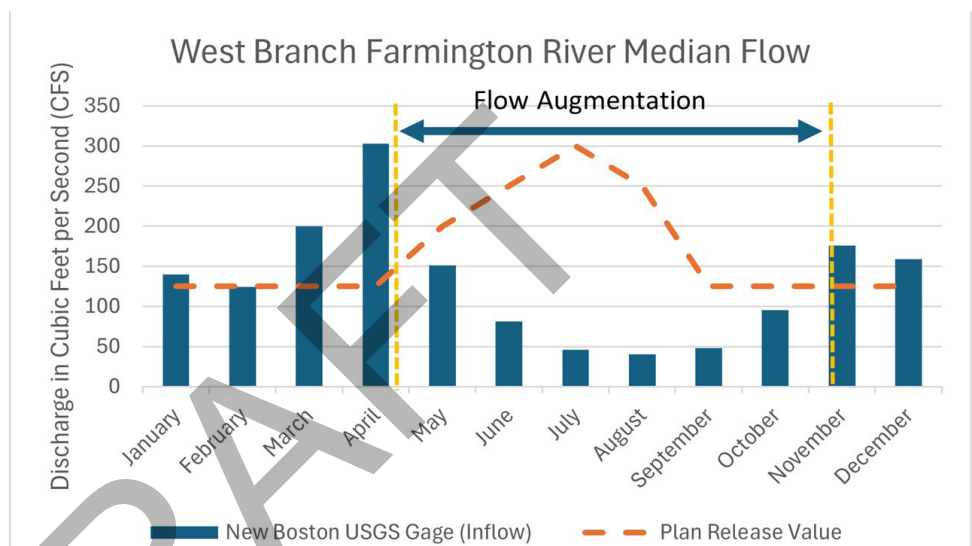 West Branch Farmington River Median Flow
Discharge in Cubic Feet per Second (CFS)
Flow Augmentation
350
300
250
200
150
100
50
0
January
February
March
April
May
June
July
August
September
October
November
December
New Boston USGS Gage (Inflow)
Plan Release Value
DRAFT